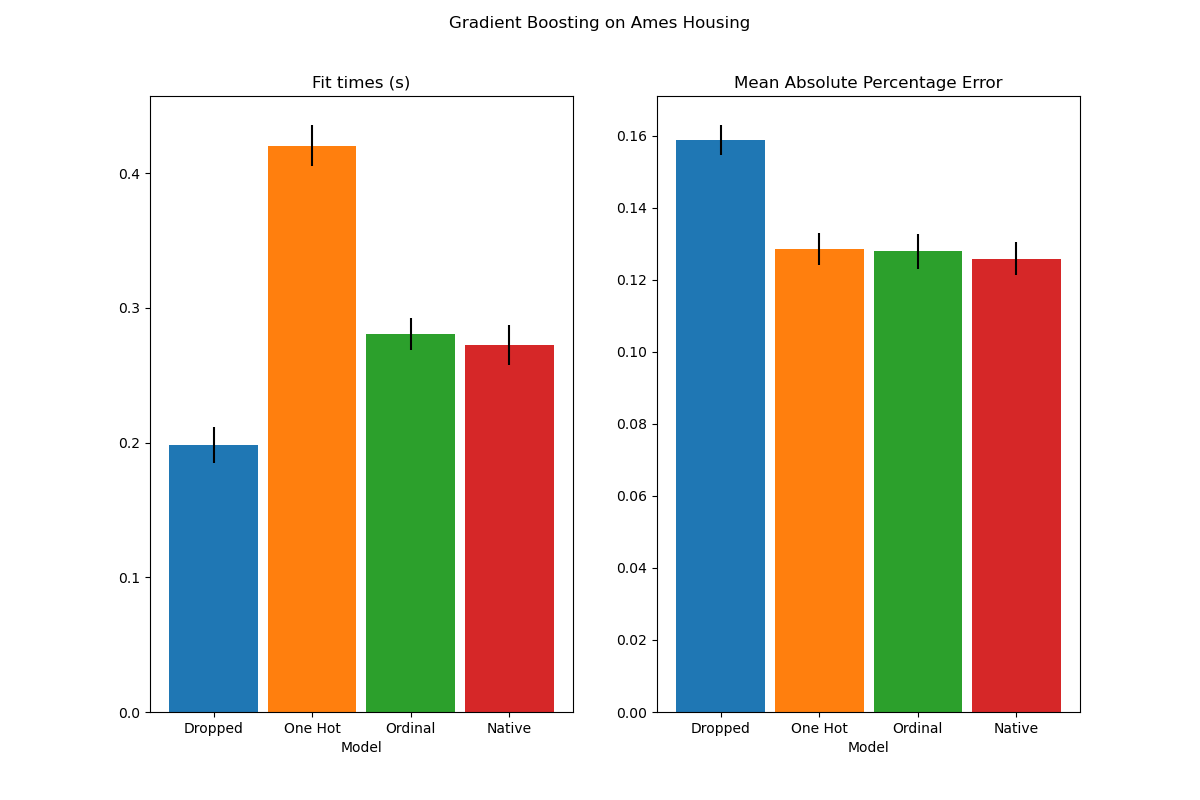 Gradient Boosting on Ames Housing
Fit times (s)
0.4
0.3
0.2
0.1
0.0
Dropped One Hot Ordinal Native
Model
Mean Absolute Percentage Error
0.16
0.14
0.12
0.10
0.08
0.06
0.04
0.02
0.00
Dropped One Hot Ordinal Native
Model